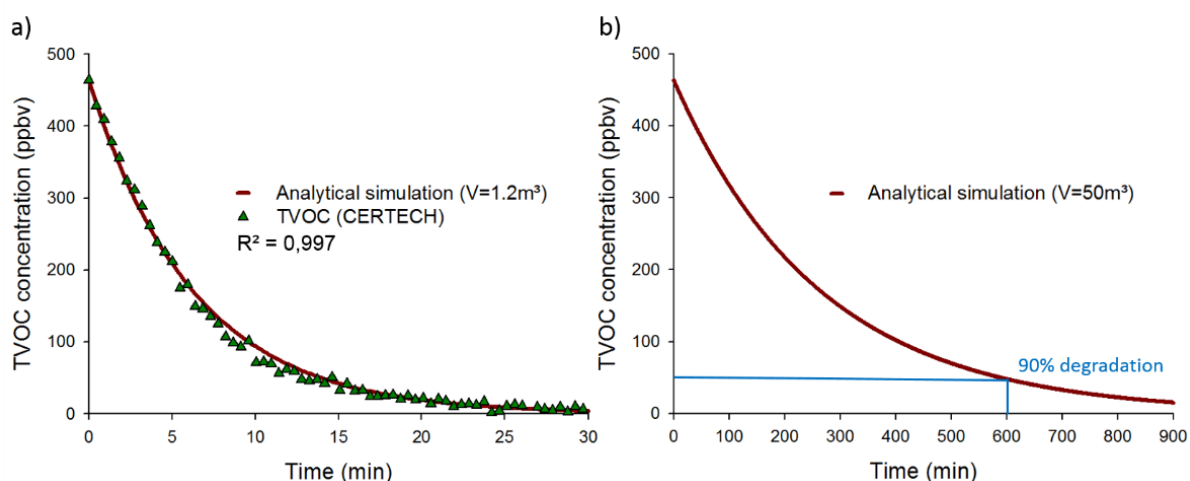 a)
TVOC concentration (ppbv)
500
400
300
200
100
0
Analytical simulation (V=1.2m³)
TVOC (CERTECH)
R² = 0,997
0 5 10 15 20 25 30
Time (min)
b)
TVOC concentration (ppbv)
500
400
300
200
100
0
Analytical simulation (V=50m³)
90% degradation
0 100 200 300 400 500 600 700 800 900
Time (min)